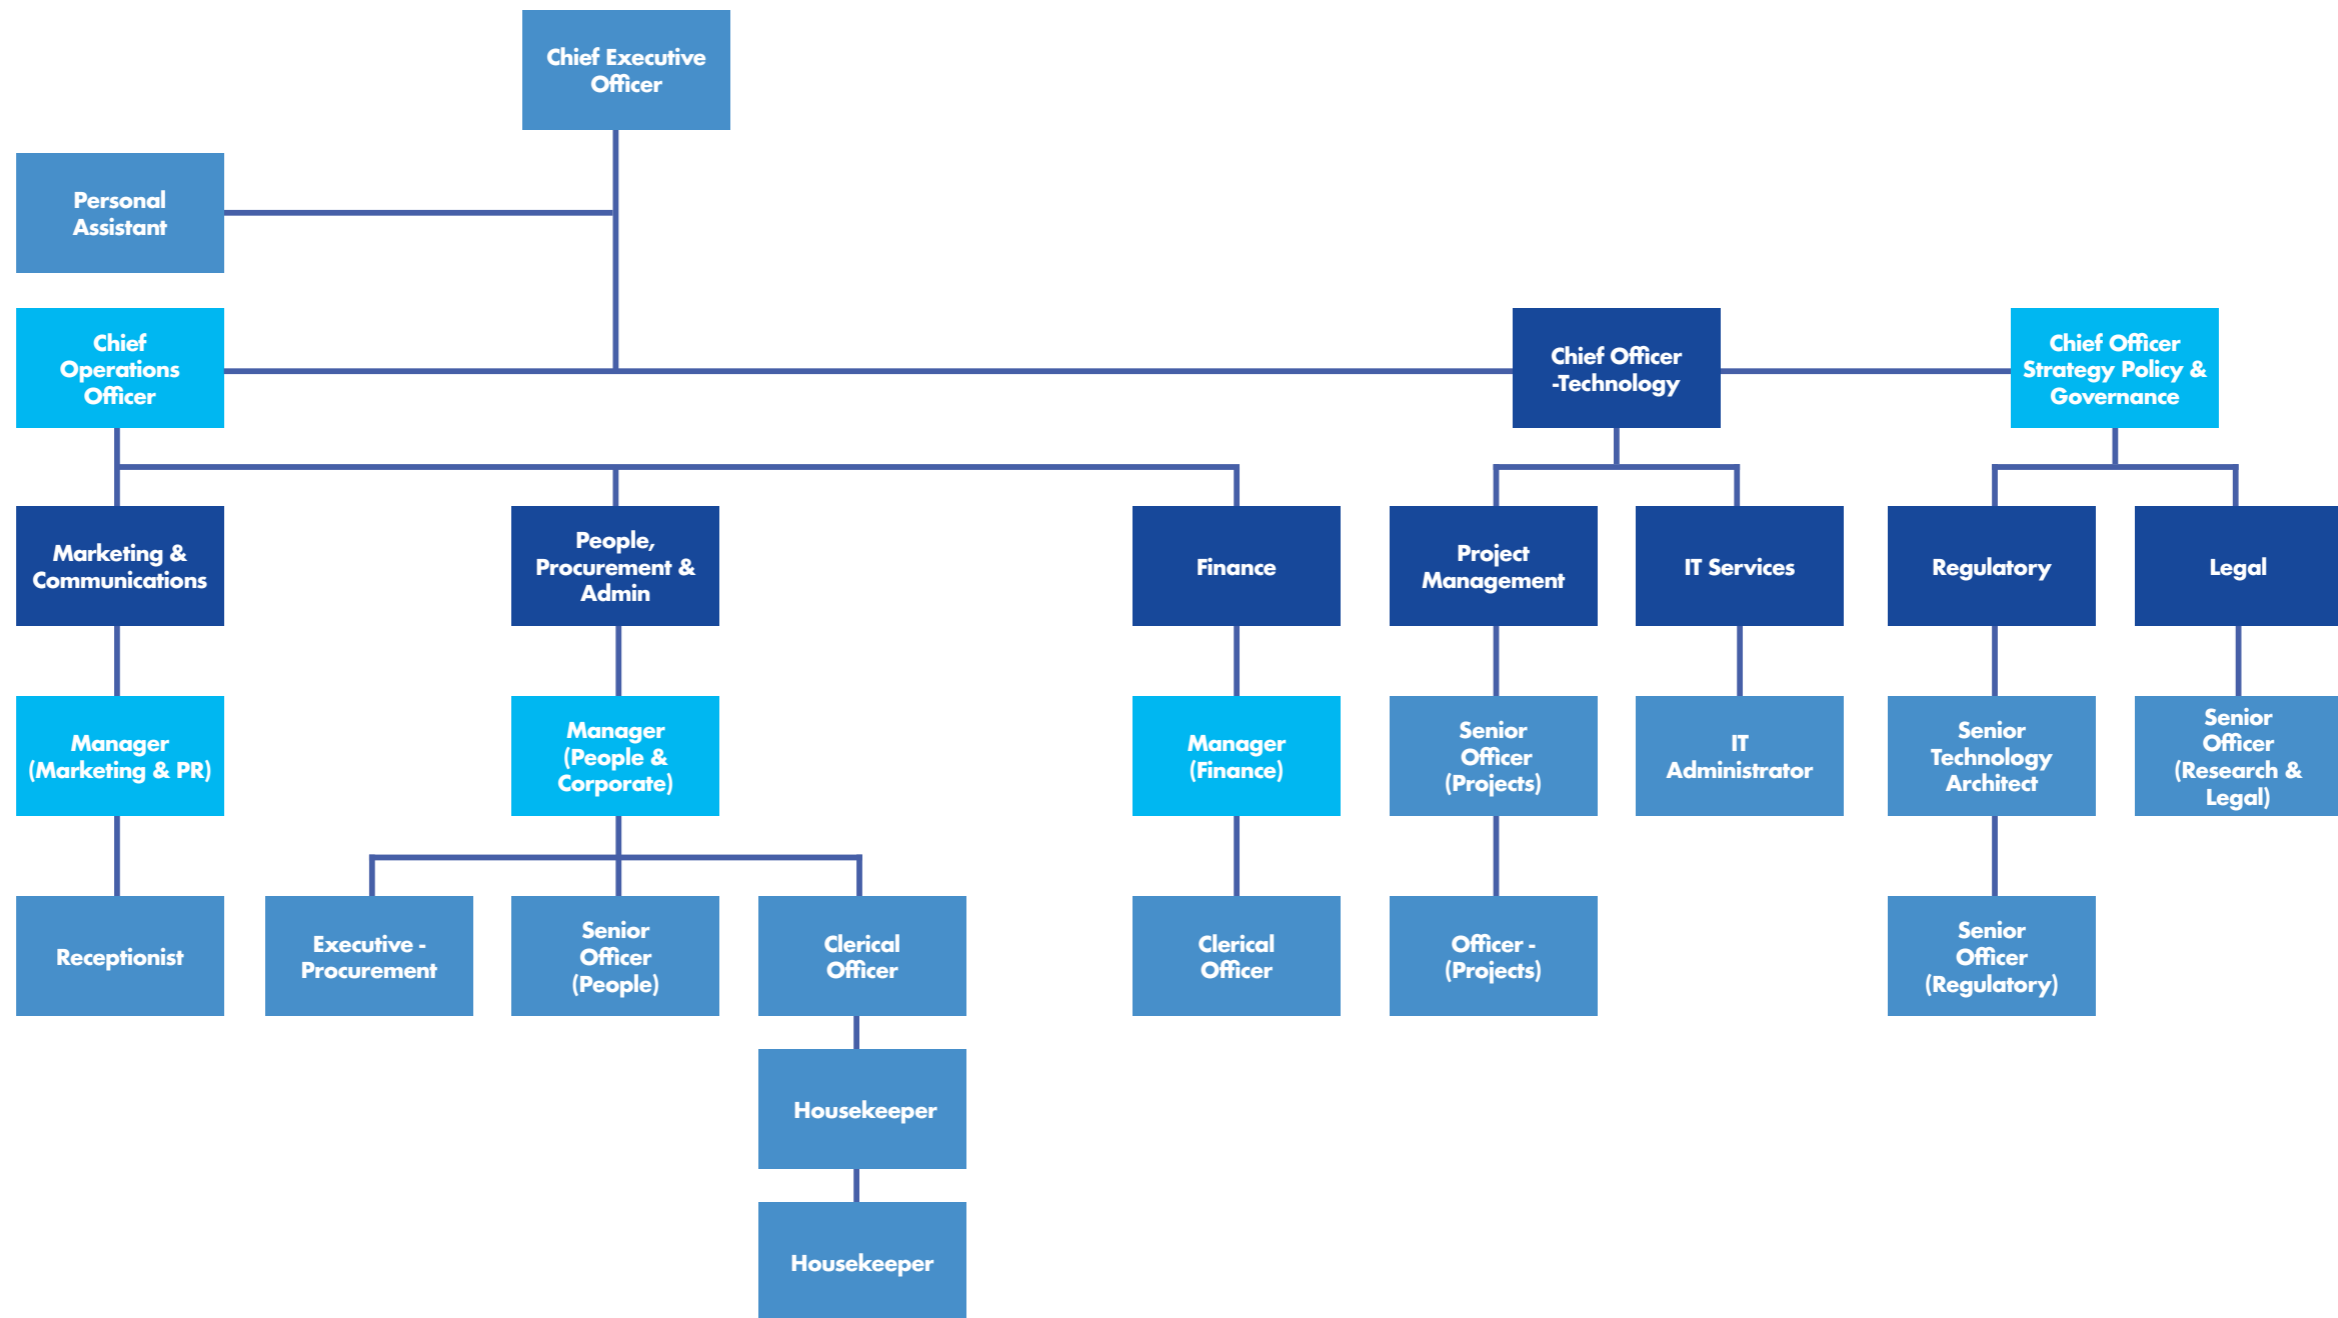 Chief Executive
Officer
Personal
Assistant
Chief
Operations
Officer
Chief Officer
-Technology
Chief Officer
Strategy Policy &
Governance
Marketing &
Communications
People,
Procurement &
Admin
Finance
Project
Management
IT Services
Regulatory
Legal
Manager
(Marketing & PR)
Manager
(People &
Corporate)
Manager
(Finance)
Senior
Officer
(Projects)
IT
Administrator
Senior
Technology
Architect
Senior
Officer
(Research &
Legal)
Receptionist
Executive -
Procurement
Senior
Officer
(People)
Clerical
Officer
Clerical
Officer
Officer -
(Projects)
Senior
Officer
(Regulatory)
Housekeeper
Housekeeper